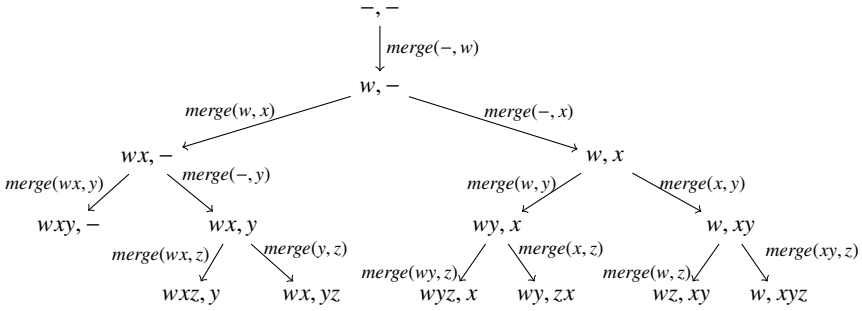 −, −
merge(−, w)
w, −
merge(w, x) merge(−, x)
wx, − w, x
merge(wx, y) merge(−, y) merge(w, y) merge(x, y)
wxy, − wx, y wy, x w, xy
merge(wx, z) merge(y, z) merge(wy, z) merge(x, z) merge(w, z) merge(xy, z)
wxz, y wx, yz wyz, x wy, zx wz, xy w, xyz